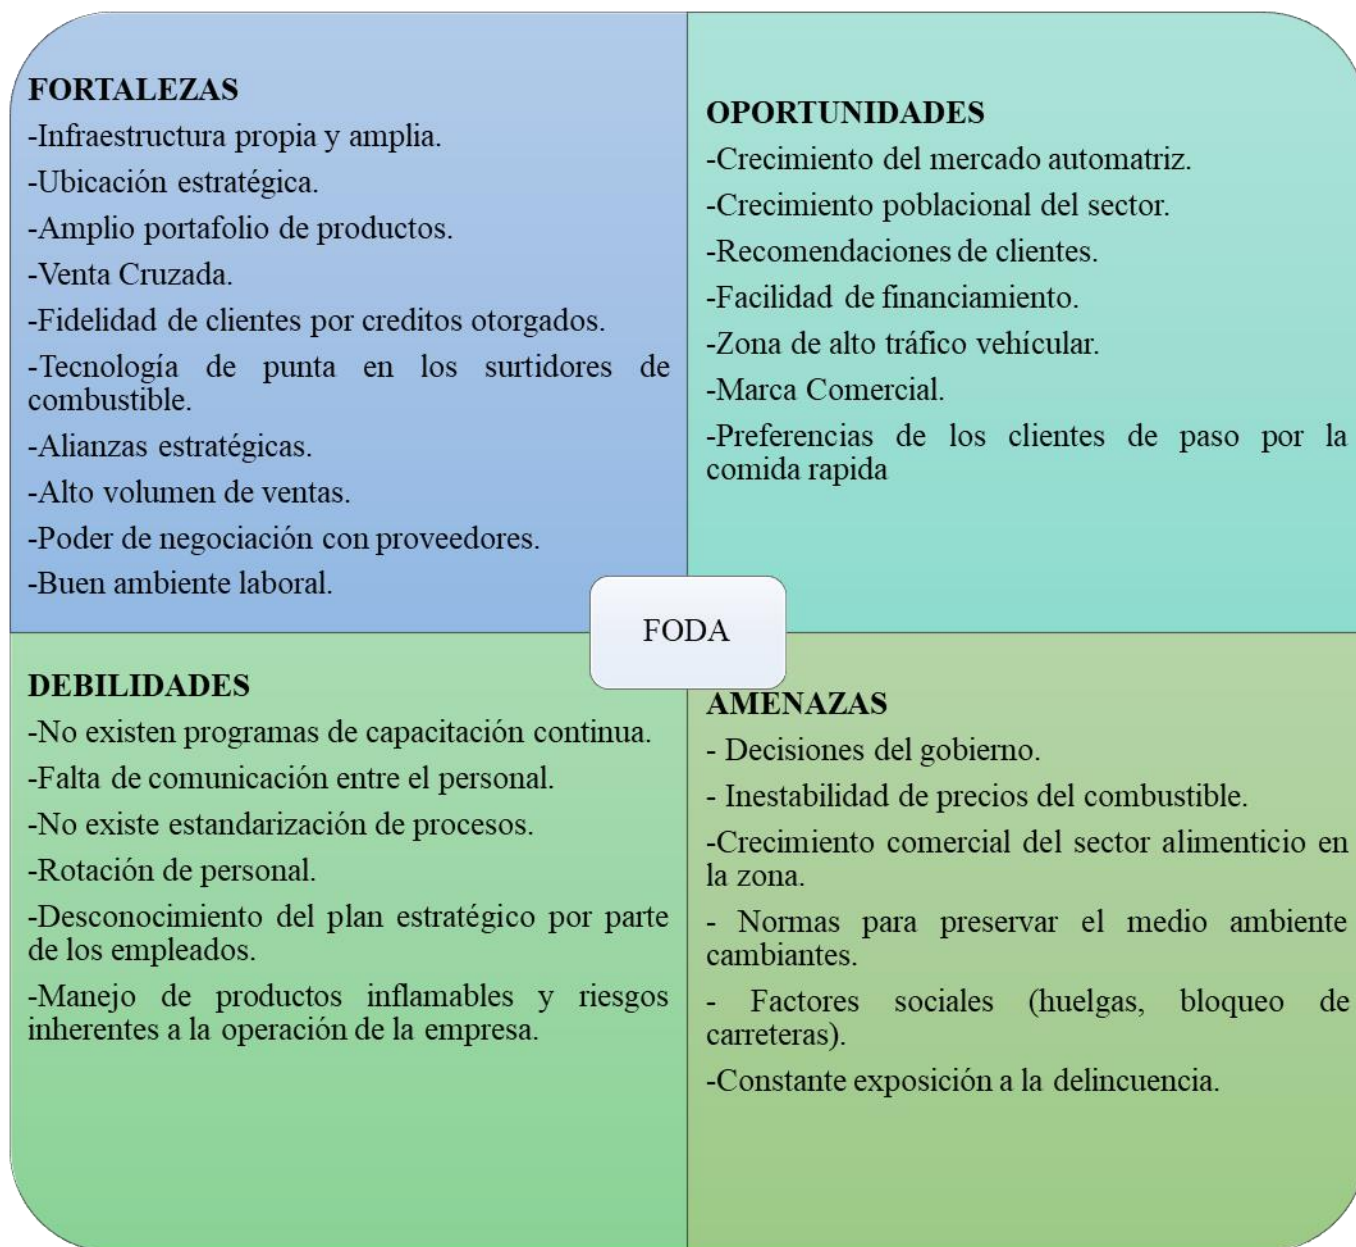 FORTALEZAS
-Infraestructura propia y amplia.
-Ubicación estratégica.
-Amplio portafolio de productos.
-Venta Cruzada.
-Fidelidad de clientes por creditos otorgados.
-Tecnología de punta en los surtidores de
combustible.
-Alianzas estratégicas.
-Alto volumen de ventas.
-Poder de negociación con proveedores.
-Buen ambiente laboral.
OPORTUNIDADES
-Crecimiento del mercado automatriz.
-Crecimiento poblacional del sector.
-Recomendaciones de clientes.
-Facilidad de financiamiento.
-Zona de alto tráfico vehícular.
-Marca Comercial.
-Preferencias de los clientes de paso por la
comida rapida
FODA
DEBILIDADES
-No existen programas de capacitación continua.
-Falta de comunicación entre el personal.
-No existe estandarización de procesos.
-Rotación de personal.
-Desconocimiento del plan estratégico por parte
de los empleados.
-Manejo de productos inflamables y riesgos
inherentes a la operación de la empresa.
AMENAZAS
- Decisiones del gobierno.
- Inestabilidad de precios del combustible.
-Crecimiento comercial del sector alimenticio en
la zona.
- Normas para preservar el medio ambiente
cambiantes.
- Factores sociales (huelgas, bloqueo de
carreteras).
-Constante exposición a la delincuencia.